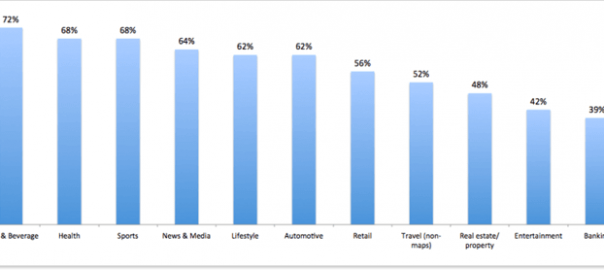 72%
68%
68%
64%
62%
62%
56%
52%
48%
42%
39%
& Beverage
Health
Sports
News & Media
Lifestyle
Automotive
Retail
Travel (non-
maps)
Real estate/
property
Entertainment
Bankin